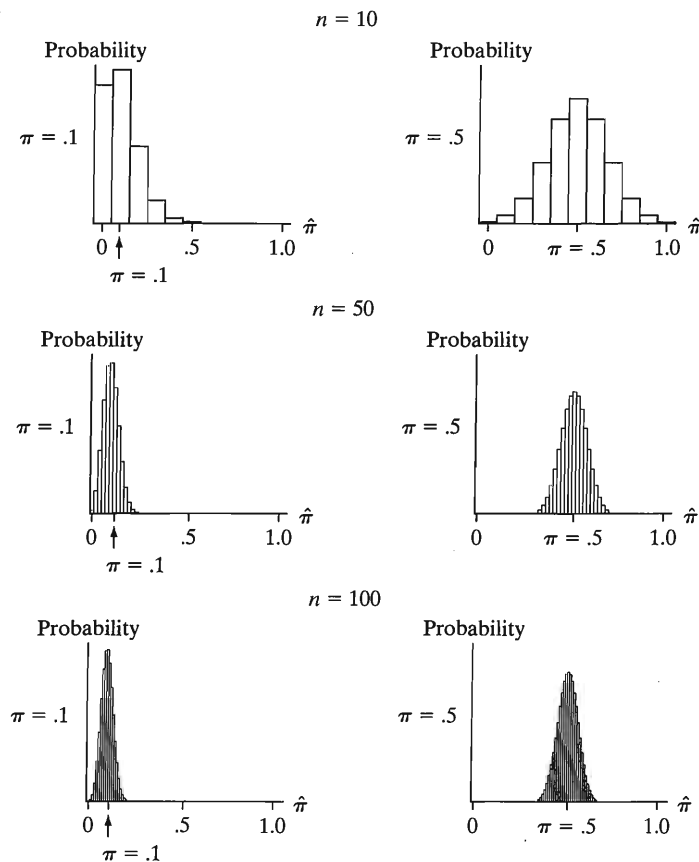 n = 10
Probability
π = .1
0 .5 1.0 π̂
π = .1
Probability
π = .5
0 π = .5 1.0 π̂
n = 50
Probability
π = .1
0 .5 1.0 π̂
π = .1
Probability
π = .5
0 π = .5 1.0 π̂
n = 100
Probability
π = .1
0 .5 1.0 π̂
π = .1
Probability
π = .5
0 π = .5 1.0 π̂